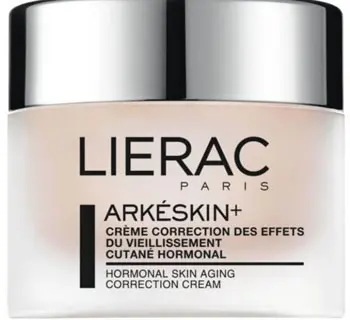 LIERAC
PARIS
ARKÉSKIN+
CRÈME CORRECTION DES EFFETS
DU VIEILLISSEMENT
CUTANÉ HORMONAL
HORMONAL SKIN AGING
CORRECTION CREAM